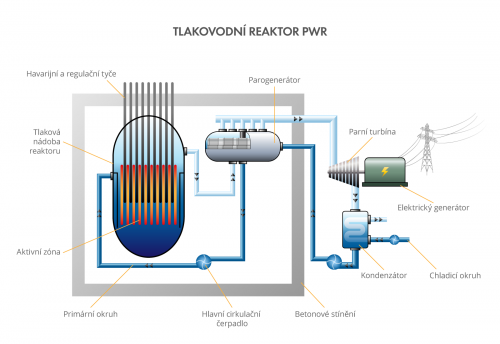 TLAKOVODNÍ REAKTOR PWR
Havarijní a regulační tyče
Parogenerátor
Tlaková
nádoba
reaktoru
Parní turbína
Elektrický generátor
Aktivní zóna
Kondenzátor
Chladicí okruh
Primární okruh
Hlavní cirkulační
čerpadlo
Betonové stínění